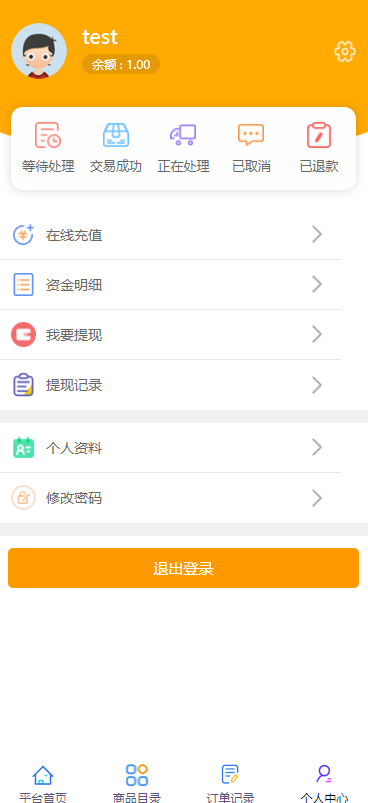 test
余额 : 1.00
等待处理 交易成功 正在处理 已取消 已退款
在线充值
资金明细
我要提现
提现记录
个人资料
修改密码
退出登录
平台首页 商品目录 订单记录 个人中心